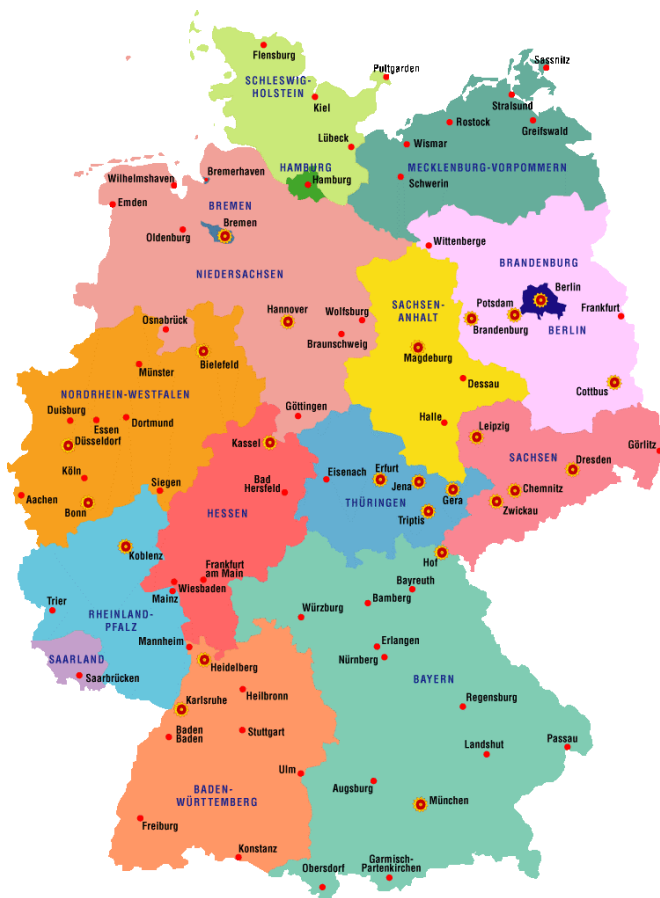 Flensburg
Puttgarden
Sassnitz
SCHLESWIG-
HOLSTEIN
Kiel
Stralsund
Rostock
Greifswald
Lübeck
Wismar
HAMBURG
Hamburg
MECKLENBURG-VORPOMMERN
Schwerin
Bremerhaven
Wilhelmshaven
Emden
BREMEN
Bremen
Oldenburg
Wittenberge
BRANDENBURG
NIEDERSACHSEN
Berlin
Potsdam
Frankfurt
Hannover
Wolfsburg
SACHSEN-
ANHALT
Brandenburg
BERLIN
Osnabrück
Braunschweig
Magdeburg
Bielefeld
Münster
Dessau
Cottbus
NORDRHEIN-WESTFALEN
Duisburg
Essen
Dortmund
Göttingen
Halle
Leipzig
Düsseldorf
Kassel
Görlitz
SACHSEN
Dresden
Köln
Siegen
Bad
Hersfeld
Eisenach
Erfurt
Jena
Gera
Chemnitz
Zwickau
Aachen
Bonn
HESSEN
THÜRINGEN
Triptis
Koblenz
Hof
Frankfurt
am Main
Wiesbaden
Mainz
Bayreuth
Bamberg
Trier
RHEINLAND-
PFALZ
Würzburg
Mannheim
Erlangen
Nürnberg
SAARLAND
Saarbrücken
Heidelberg
BAYERN
Heilbronn
Karlsruhe
Regensburg
Baden
Baden
Stuttgart
Landshut
Passau
Ulm
Augsburg
BADEN-
WÜRTTEMBERG
München
Freiburg
Konstanz
Obersdorf
Garmisch-
Partenkirchen